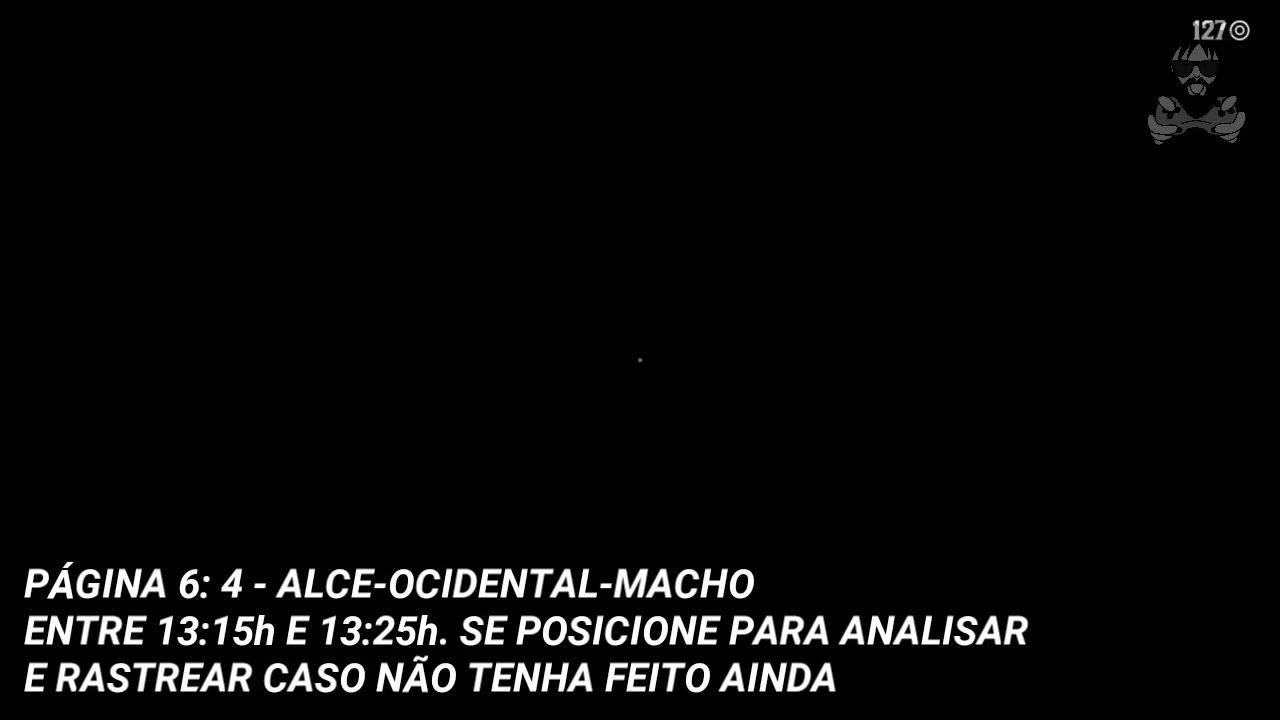 127
PÁGINA 6: 4 - ALCE-OCIDENTAL-MACHO
ENTRE 13:15h E 13:25h. SE POSICIONE PARA ANALISAR
E RASTREAR CASO NÃO TENHA FEITO AINDA